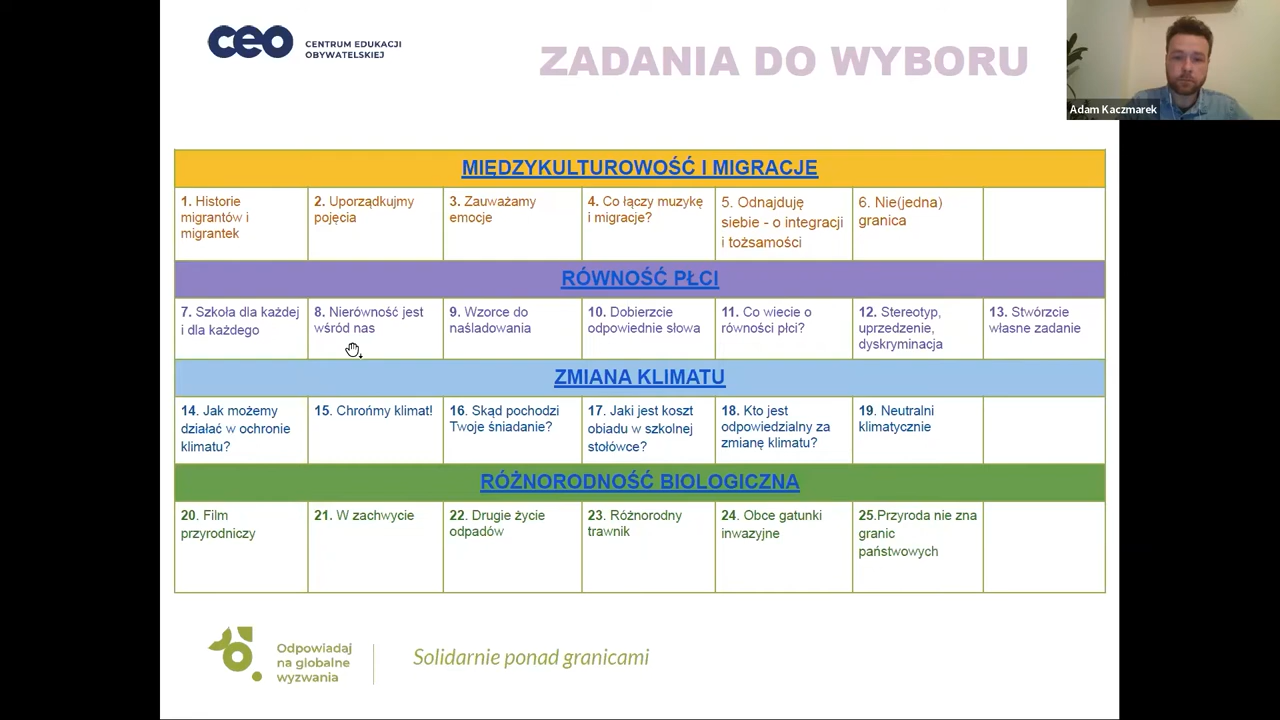 ceo
CENTRUM EDUKACJI
OBYWATELSKIEJ
ZADANIA DO WYBORU
Adam Kaczmarek
MIĘDZYKULTUROWOŚĆ I MIGRACJE
1. Historie
migrantów i
migrantek
2. Uporządkujmy
pojęcia
3. Zauważamy
emocje
4. Co łączy muzykę
i migracje?
5. Odnajduję
siebie - o integracji
i tożsamości
6. Nie(jedna)
granica
RÓWNOŚĆ PŁCI
7. Szkoła dla każdej
i dla każdego
8. Nierówność jest
wśród nas
9. Wzorce do
naśladowania
10. Dobierzcie
odpowiednie słowa
11. Co wiecie o
równości płci?
12. Stereotyp,
uprzedzenie,
dyskryminacja
13. Stwórzcie
własne zadanie
ZMIANA KLIMATU
14. Jak możemy
działać w ochronie
klimatu?
15. Chrońmy klimat!
16. Skąd pochodzi
Twoje śniadanie?
17. Jaki jest koszt
obiadu w szkolnej
stołówce?
18. Kto jest
odpowiedzialny za
zmianę klimatu?
19. Neutralni
klimatycznie
RÓŻNORODNOŚĆ BIOLOGICZNA
20. Film
przyrodniczy
21. W zachwycie
22. Drugie życie
odpadów
23. Różnorodny
trawnik
24. Obce gatunki
inwazyjne
25.Przyroda nie zna
granic
państwowych
Odpowiadaj
na globalne
wyzwania
Solidarnie ponad granicami